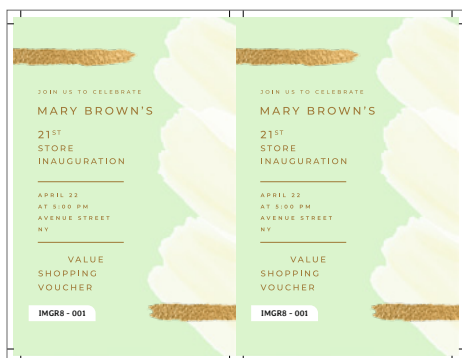 JOIN US TO CELEBRATE
MARY BROWN'S
21ST
STORE
INAUGURATION
APRIL 22
AT 5:00 PM
AVENUE STREET
NY
VALUE
SHOPPING
VOUCHER
IMGR8 - 001
JOIN US TO CELEBRATE
MARY BROWN'S
21ST
STORE
INAUGURATION
APRIL 22
AT 5:00 PM
AVENUE STREET
NY
VALUE
SHOPPING
VOUCHER
IMGR8 - 001